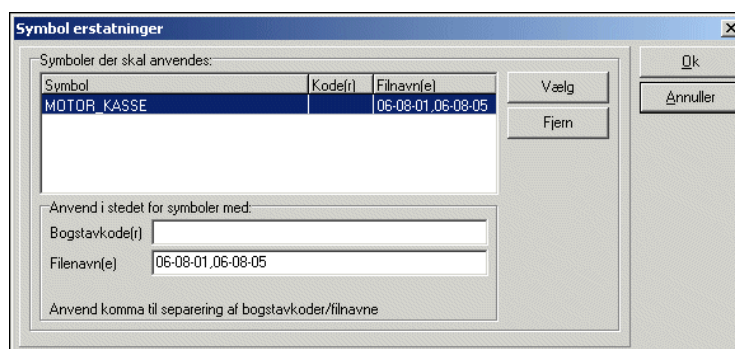 Symbol erstatninger
Symboler der skal anvendes:
Symbol Kode(r) Filnavn(e)
MOTOR_KASSE 06-08-01,06-08-05
Vælg
Fjern
Ok
Annuller
Anvend i stedet for symboler med:
Bogstavkode(r)
Filenavn(e) 06-08-01,06-08-05
Anvend komma til separering af bogstavkoder/filnavne